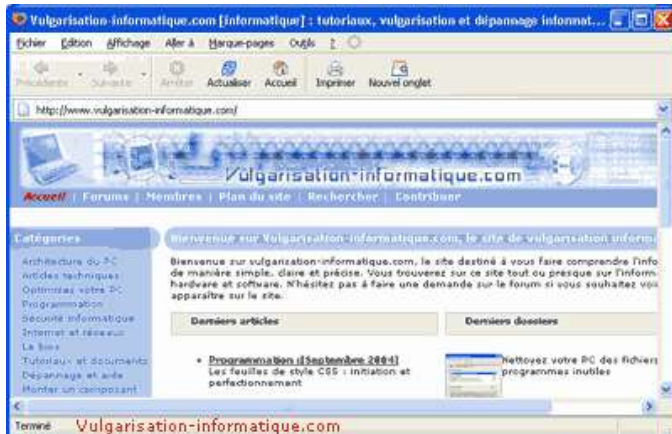 Vulgarisation-informatique.com [informatique] : tutoriaux, vulgarisation et dépannage informat...
Fichier Édition Affichage Aller à Marque-pages Outils ?
Précédente Suivante Arrêter Actualiser Accueil Imprimer Nouvel onglet
http://www.vulgarisation-informatique.com/
Vulgarisation-informatique.com
Accueil | Forums | Membres | Plan du site | Rechercher | Contribuer
Catégories
Architecture du PC
Articles techniques
Optimisez votre PC
Programmation
Sécurité informatique
Internet et réseaux
Le bios
Tutoriaux et documents
Dépannage et aide
Monter un composant
Bienvenue sur Vulgarisation-informatique.com, le site de vulgarisation informa
Bienvenue sur vulgarisation-informatique.com, le site destiné à vous faire comprendre l'info
de manière simple, claire et précise. Vous trouverez sur ce site tout ou presque sur l'inform
hardware et software. N'hésitez pas à faire une demande sur le forum si vous souhaitez voi
apparaître sur le site.
Derniers articles
Programmation ([Septembre 2004]
Les feuilles de style CSS : Initiation et
perfectionnement
Derniers dossiers
Nettoyez votre PC des fichiers
programmes inutiles
Terminé Vulgarisation-informatique.com